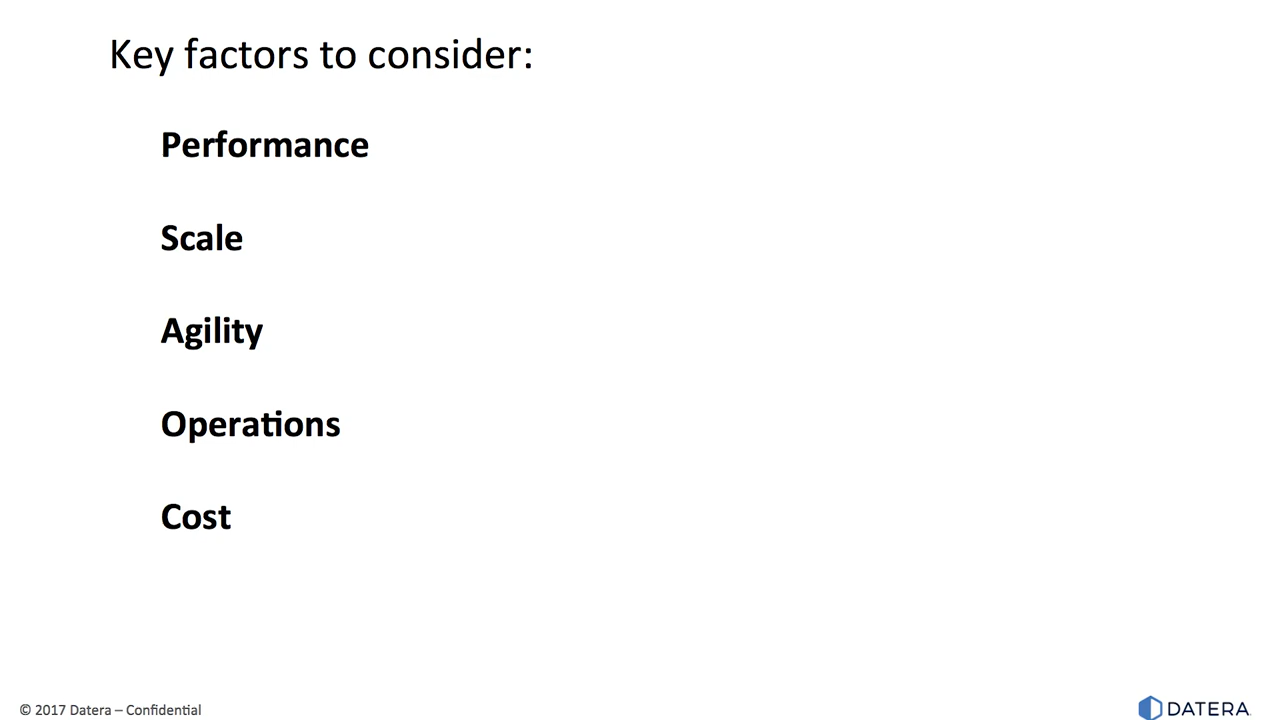 Key factors to consider:
Performance
Scale
Agility
Operations
Cost
© 2017 Datera – Confidential
DATERA